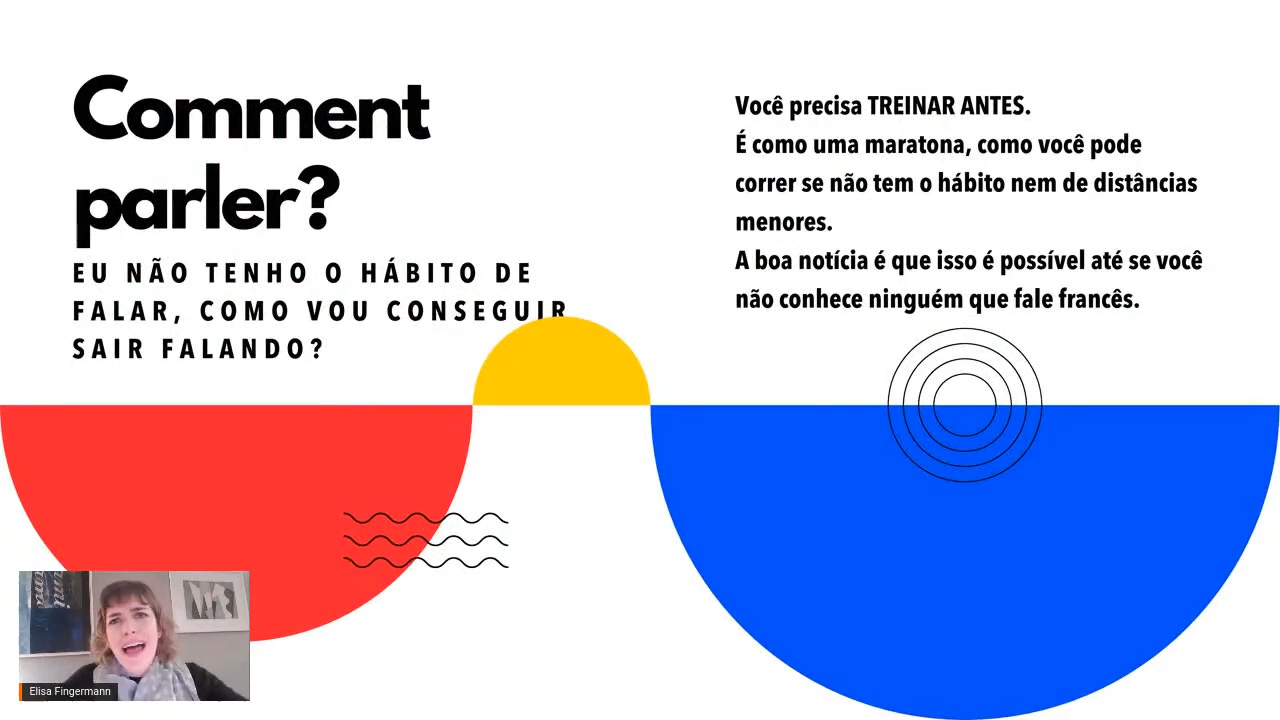 Comment
parler?
EU NÃO TENHO O HÁBITO DE
FALAR, COMO VOU CONSEGUIR
SAIR FALANDO?
Você precisa TREINAR ANTES.
É como uma maratona, como você pode
correr se não tem o hábito nem de distâncias
menores.
A boa notícia é que isso é possível até se você
não conhece ninguém que fale francês.
Elisa Fingermann